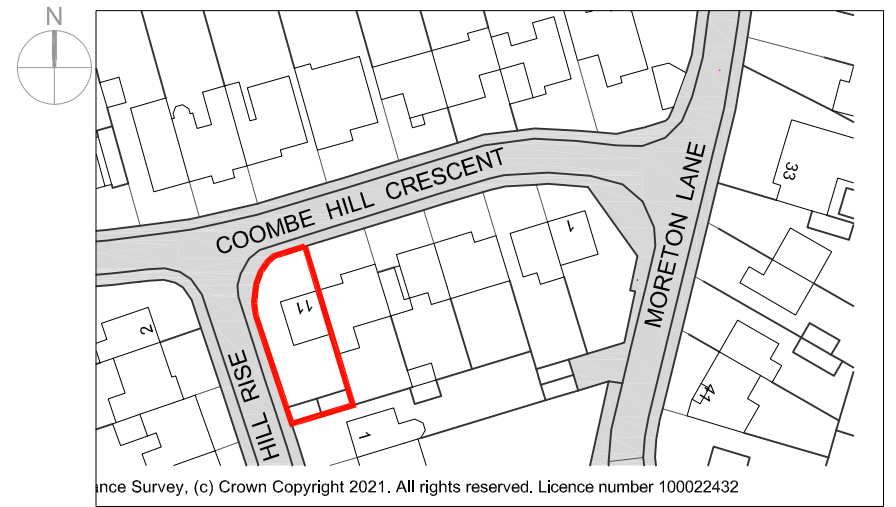 N
COOMBE HILL CRESCENT
MORETON LANE
HILL RISE
33
1
11
2
41
1
nce Survey, (c) Crown Copyright 2021. All rights reserved. Licence number 100022432